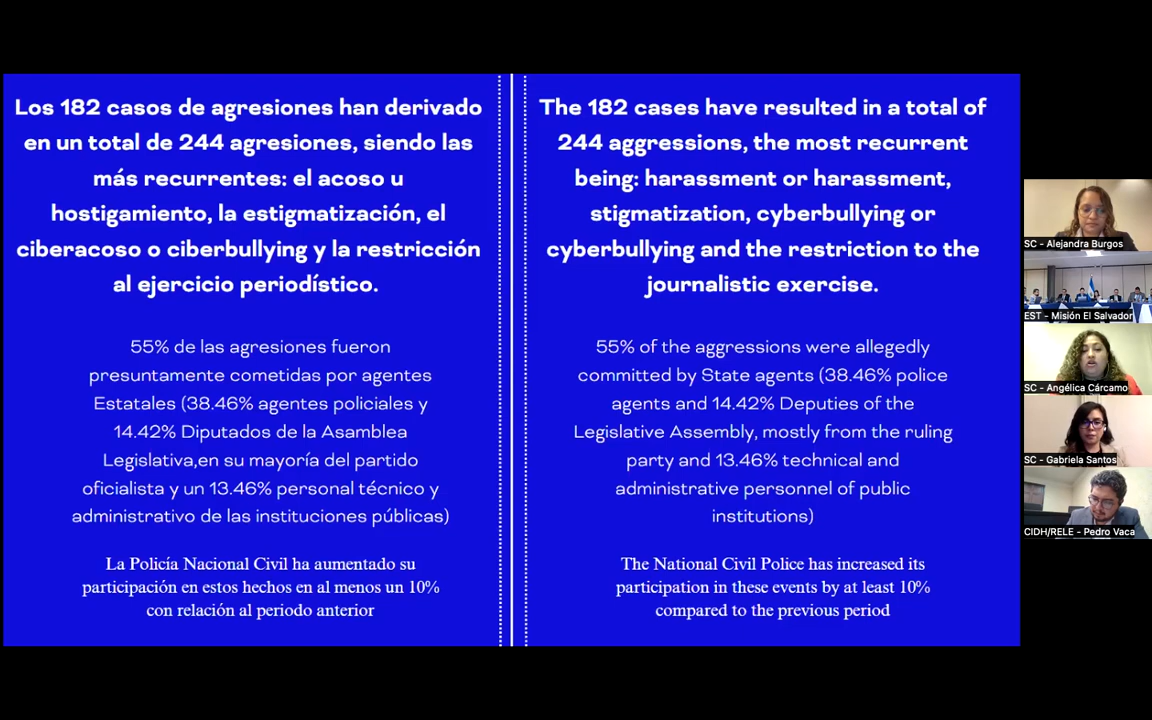 Los 182 casos de agresiones han derivado
en un total de 244 agresiones, siendo las
más recurrentes: el acoso u
hostigamiento, la estigmatización, el
ciberacoso o ciberbullying y la restricción
al ejercicio periodístico.
55% de las agresiones fueron
presuntamente cometidas por agentes
Estatales (38.46% agentes policiales y
14.42% Diputados de la Asamblea
Legislativa,en su mayoría del partido
oficialista y un 13.46% personal técnico y
administrativo de las instituciones públicas)
La Policía Nacional Civil ha aumentado su
participación en estos hechos en al menos un 10%
con relación al periodo anterior
The 182 cases have resulted in a total of
244 aggressions, the most recurrent
being: harassment or harassment,
stigmatization, cyberbullying or
cyberbullying and the restriction to the
journalistic exercise.
55% of the aggressions were allegedly
committed by State agents (38.46% police
agents and 14.42% Deputies of the
Legislative Assembly, mostly from the ruling
party and 13.46% technical and
administrative personnel of public
institutions)
The National Civil Police has increased its
participation in these events by at least 10%
compared to the previous period
SC - Alejandra Burgos
EST - Misión El Salvador
SC - Angélica Cárcamo
SC - Gabriela Santos
CIDH/RELE - Pedro Vaca